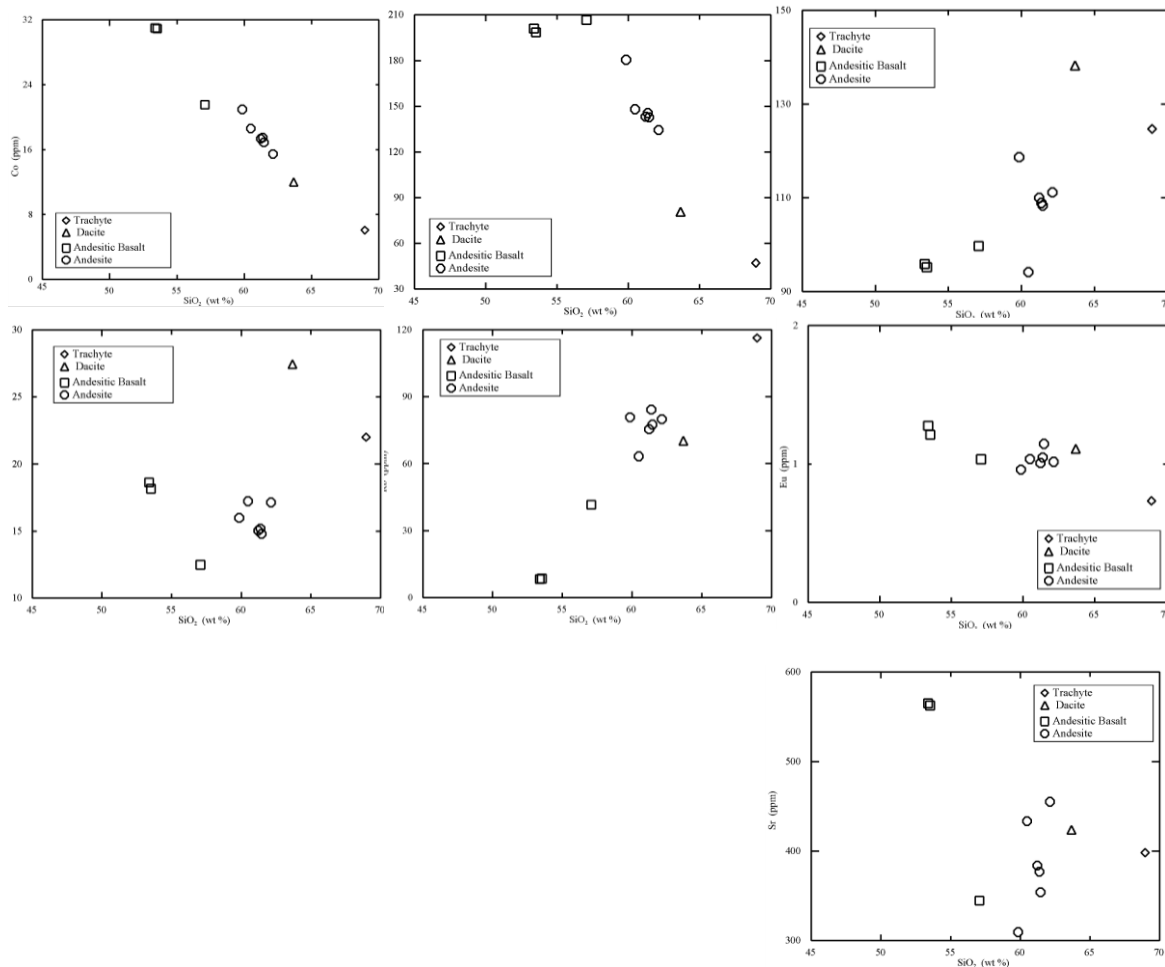 32
24
16
8
0
Co (ppm)
Trachyte
Dacite
Andesitic Basalt
Andesite
45 50 55 60 65 70
SiO2 (wt %)
210
180
150
120
90
60
30
Trachyte
Dacite
Andesitic Basalt
Andesite
45 50 55 60 65 70
SiO2 (wt %)
150
130
110
90
Trachyte
Dacite
Andesitic Basalt
Andesite
45 50 55 60 65 70
(wt %)
30
25
20
15
10
Trachyte
Dacite
Andesitic Basalt
Andesite
45 50 55 60 65 70
SiO2 (wt %)
120
90
60
30
0
(ppm)
Trachyte
Dacite
Andesitic Basalt
Andesite
45 50 55 60 65 70
SiO2 (wt %)
2
1
0
Eu (ppm)
Trachyte
Dacite
Andesitic Basalt
Andesite
45 50 55 60 65 70
(wt %)
600
500
400
300
Sr (ppm)
Trachyte
Dacite
Andesitic Basalt
Andesite
45 50 55 60 65 70
(wt %)